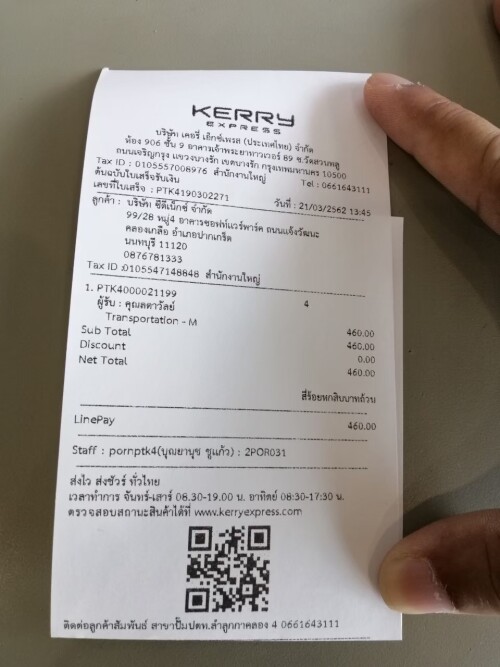 KERRY
EXPRESS
บริษัท เคอรี่ เอ็กซ์เพรส (ประเทศไทย) จำกัด
ห้อง 906 ชั้น 9 อาคารเจ้าพระยาทาวเวอร์ 89 ซ.วัดสวนพลู
ถนนเจริญกรุง แขวงบางรัก เขตบางรัก กรุงเทพมหานคร 10500
Tax ID : 0105557008976 สำนักงานใหญ่ Tel : 0661643111
ต้นฉบับใบเสร็จรับเงิน
เลขที่ใบเสร็จ : PTK4190302271 วันที่ : 21/03/2562 13:45
ลูกค้า : บริษัท ซีดีเน็กซ์ จำกัด
99/28 หมู่4 อาคารซอฟท์แวร์พาร์ค ถนนแจ้งวัฒนะ
คลองเกลือ อำเภอปากเกร็ด
นนทบุรี 11120
0876781333
Tax ID :0105547148848 สำนักงานใหญ่
1. PTK4000021199 4
ผู้รับ : คุณลดาวัลย์
Transportation - M 460.00
Sub Total 460.00
Discount 0.00
Net Total 460.00
สี่ร้อยหกสิบบาทถ้วน
LinePay 460.00
Staff : pornptk4(บุญยานุช ชูแก้ว) : 2POR031
ส่งไว ส่งชัวร์ ทั่วไทย
เวลาทำการ จันทร์-เสาร์ 08.30-19.00 น. อาทิตย์ 08:30-17:30 น.
ตรวจสอบสถานะสินค้าได้ที่ www.kerryexpress.com
ติดต่อลูกค้าสัมพันธ์ สาขาปั๊มปตท.ลำลูกกาคลอง 4 0661643111